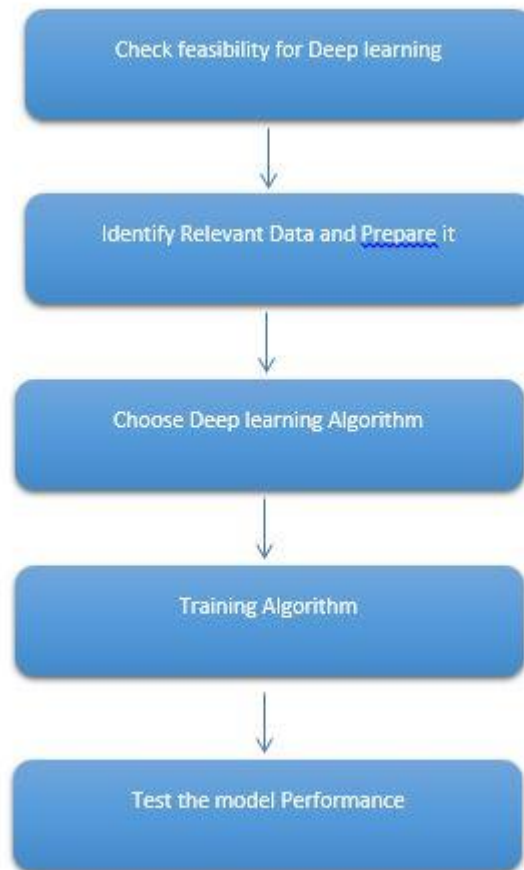 Check feasibility for Deep learning
Identify Relevant Data and Prepare it
Choose Deep learning Algorithm
Training Algorithm
Test the model Performance